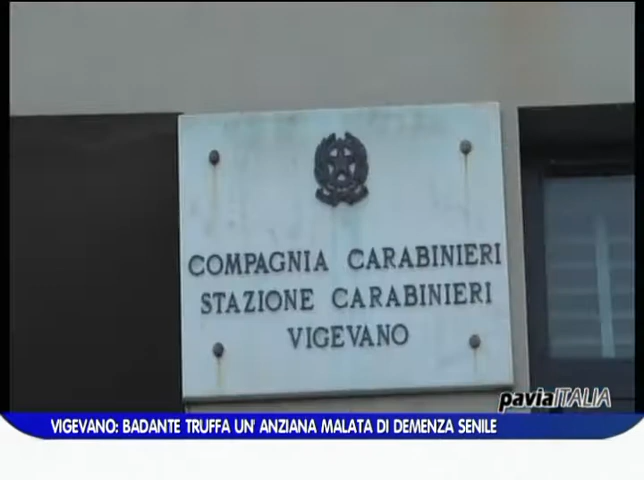 COMPAGNIA CARABINIERI
STAZIONE CARABINIERI
VIGEVANO
paviaITALIA
VIGEVANO: BADANTE TRUFFA UN' ANZIANA MALATA DI DEMENZA SENILE